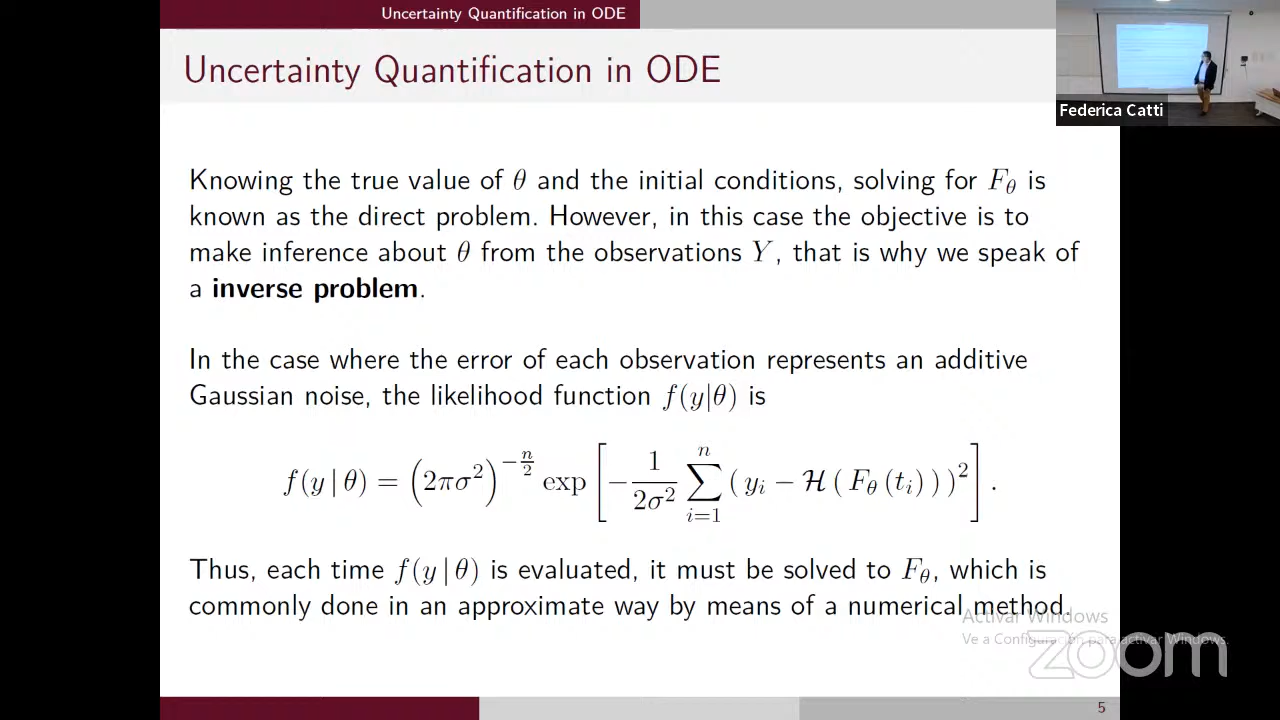 Uncertainty Quantification in ODE
Uncertainty Quantification in ODE
Federica Catti
Knowing the true value of θ and the initial conditions, solving for F_θ is
known as the direct problem. However, in this case the objective is to
make inference about θ from the observations Y, that is why we speak of
a inverse problem.
In the case where the error of each observation represents an additive
Gaussian noise, the likelihood function f(y|θ) is
f(y | θ) = (2πσ²)^{-n/2} exp [ -1/(2σ²) ∑_{i=1}^{n} ( y_i − ℋ ( F_θ (t_i) ) )² ] .
Thus, each time f(y | θ) is evaluated, it must be solved to F_θ, which is
commonly done in an approximate way by means of a numerical method.
Activar Windows
Ve a Configuración para activar Windows.
zoom
5